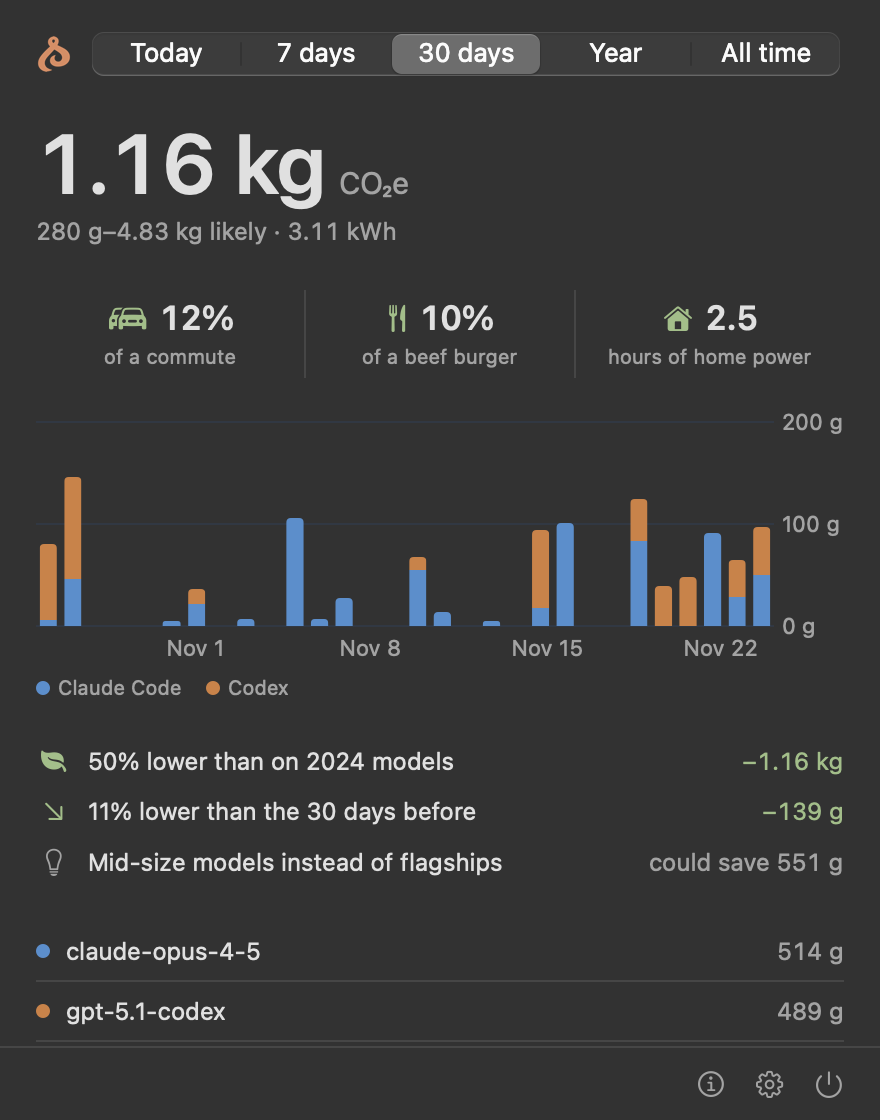 Today 7 days 30 days Year All time
1.16 kg CO₂e
280 g–4.83 kg likely · 3.11 kWh
12% 10% 2.5
of a commute of a beef burger hours of home power
200 g
100 g
0 g
Nov 1 Nov 8 Nov 15 Nov 22
Claude Code Codex
50% lower than on 2024 models −1.16 kg
11% lower than the 30 days before −139 g
Mid-size models instead of flagships could save 551 g
claude-opus-4-5 514 g
gpt-5.1-codex 489 g